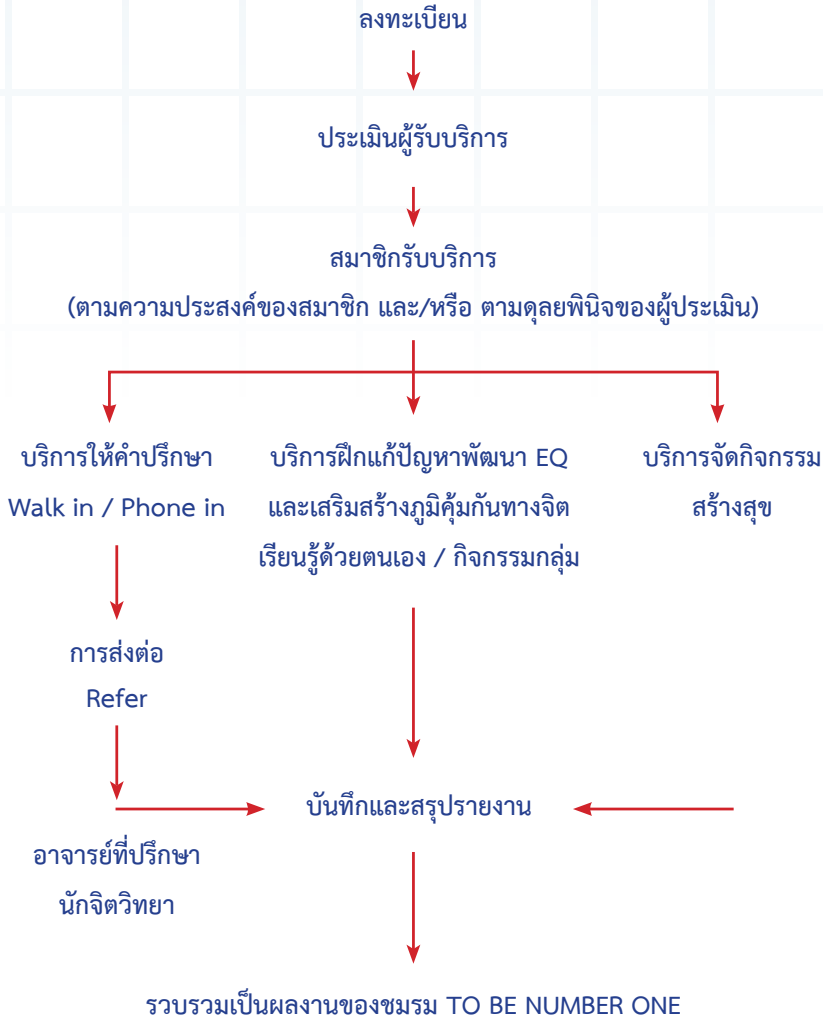 ลงทะเบียน
ประเมินผู้รับบริการ
สมาชิกรับบริการ
(ตามความประสงค์ของสมาชิก และ/หรือ ตามดุลยพินิจของผู้ประเมิน)
บริการให้คำปรึกษา
Walk in / Phone in
บริการฝึกแก้ปัญหาพัฒนา EQ
และเสริมสร้างภูมิคุ้มกันทางจิต
เรียนรู้ด้วยตนเอง / กิจกรรมกลุ่ม
บริการจัดกิจกรรม
สร้างสุข
การส่งต่อ
Refer
บันทึกและสรุปรายงาน
อาจารย์ที่ปรึกษา
นักจิตวิทยา
รวบรวมเป็นผลงานของชมรม TO BE NUMBER ONE